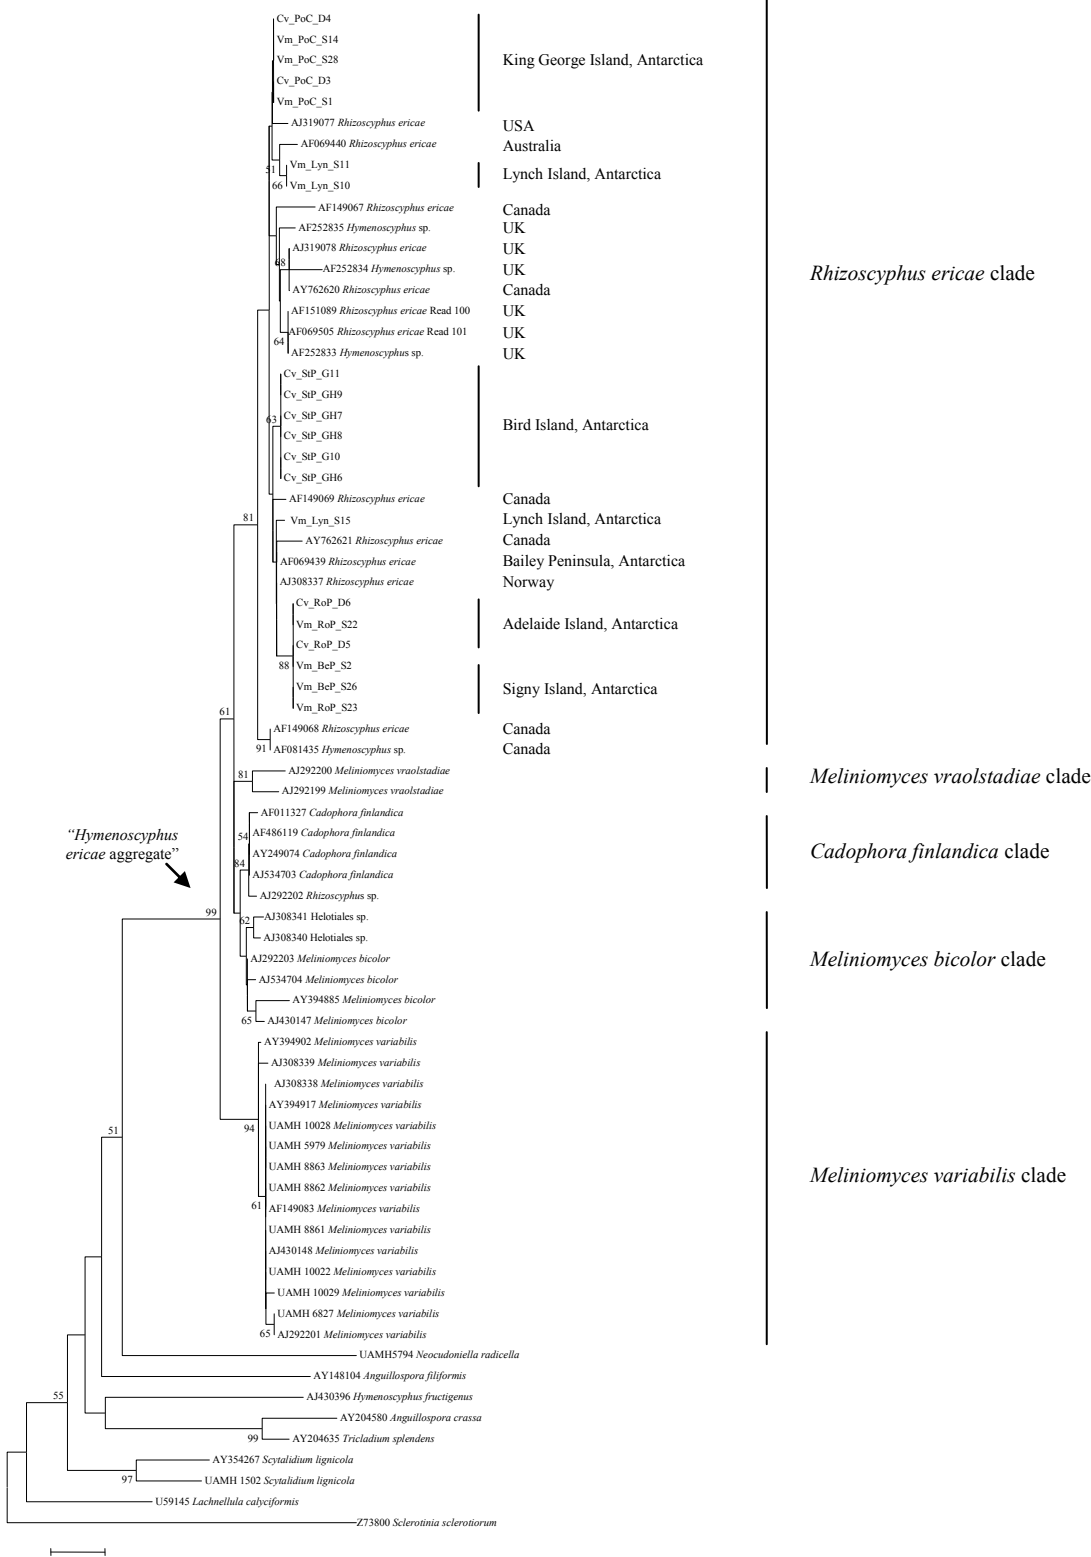 Cv_PoC_D4
Vm_PoC_S14
Vm_PoC_S28
King George Island, Antarctica
Cv_PoC_D3
Vm_PoC_S1
AJ319077 Rhizoscyphus ericae USA
AF069440 Rhizoscyphus ericae Australia
51 Vm_Lyn_S11
Lynch Island, Antarctica
66 Vm_Lyn_S10
AF149067 Rhizoscyphus ericae Canada
AF252835 Hymenoscyphus sp. UK
AJ319078 Rhizoscyphus ericae UK
68 AF252834 Hymenoscyphus sp. UK
Rhizoscyphus ericae clade
AY762620 Rhizoscyphus ericae Canada
AF151089 Rhizoscyphus ericae Read 100 UK
AF069505 Rhizoscyphus ericae Read 101 UK
64 AF252833 Hymenoscyphus sp. UK
Cv_StP_G11
Cv_StP_GH9
63 Cv_StP_GH7
Bird Island, Antarctica
Cv_StP_GH8
Cv_StP_G10
Cv_StP_GH6
AF149069 Rhizoscyphus ericae Canada
81 Vm_Lyn_S15 Lynch Island, Antarctica
AY762621 Rhizoscyphus ericae Canada
AF069439 Rhizoscyphus ericae Bailey Peninsula, Antarctica
AJ308337 Rhizoscyphus ericae Norway
Cv_RoP_D6
Vm_RoP_S22 Adelaide Island, Antarctica
Cv_RoP_D5
88 Vm_BeP_S2
Vm_BeP_S26 Signy Island, Antarctica
Vm_RoP_S23
61
AF149068 Rhizoscyphus ericae Canada
91 AF081435 Hymenoscyphus sp. Canada
81 AJ292200 Meliniomyces vraolstadiae
Meliniomyces vraolstadiae clade
AJ292199 Meliniomyces vraolstadiae
AF011327 Cadophora finlandica
54 AF486119 Cadophora finlandica
"Hymenoscyphus
ericae aggregate"
AY249074 Cadophora finlandica
Cadophora finlandica clade
84 AJ534703 Cadophora finlandica
AJ292202 Rhizoscyphus sp.
99 62 AJ308341 Helotiales sp.
AJ308340 Helotiales sp.
AJ292203 Meliniomyces bicolor
Meliniomyces bicolor clade
AJ534704 Meliniomyces bicolor
AY394885 Meliniomyces bicolor
65 AJ430147 Meliniomyces bicolor
AY394902 Meliniomyces variabilis
AJ308339 Meliniomyces variabilis
AJ308338 Meliniomyces variabilis
AY394917 Meliniomyces variabilis
51 94 UAMH 10028 Meliniomyces variabilis
UAMH 5979 Meliniomyces variabilis
UAMH 8863 Meliniomyces variabilis
Meliniomyces variabilis clade
UAMH 8862 Meliniomyces variabilis
61 AF149083 Meliniomyces variabilis
UAMH 8861 Meliniomyces variabilis
AJ430148 Meliniomyces variabilis
UAMH 10022 Meliniomyces variabilis
UAMH 10029 Meliniomyces variabilis
UAMH 6827 Meliniomyces variabilis
65 AJ292201 Meliniomyces variabilis
UAMH5794 Neocudoniella radicella
AY148104 Anguillospora filiformis
55 AJ430396 Hymenoscyphus fructigenus
AY204580 Anguillospora crassa
99 AY204635 Tricladium splendens
AY354267 Scytalidium lignicola
97 UAMH 1502 Scytalidium lignicola
U59145 Lachnellula calyciformis
Z73800 Sclerotinia sclerotiorum